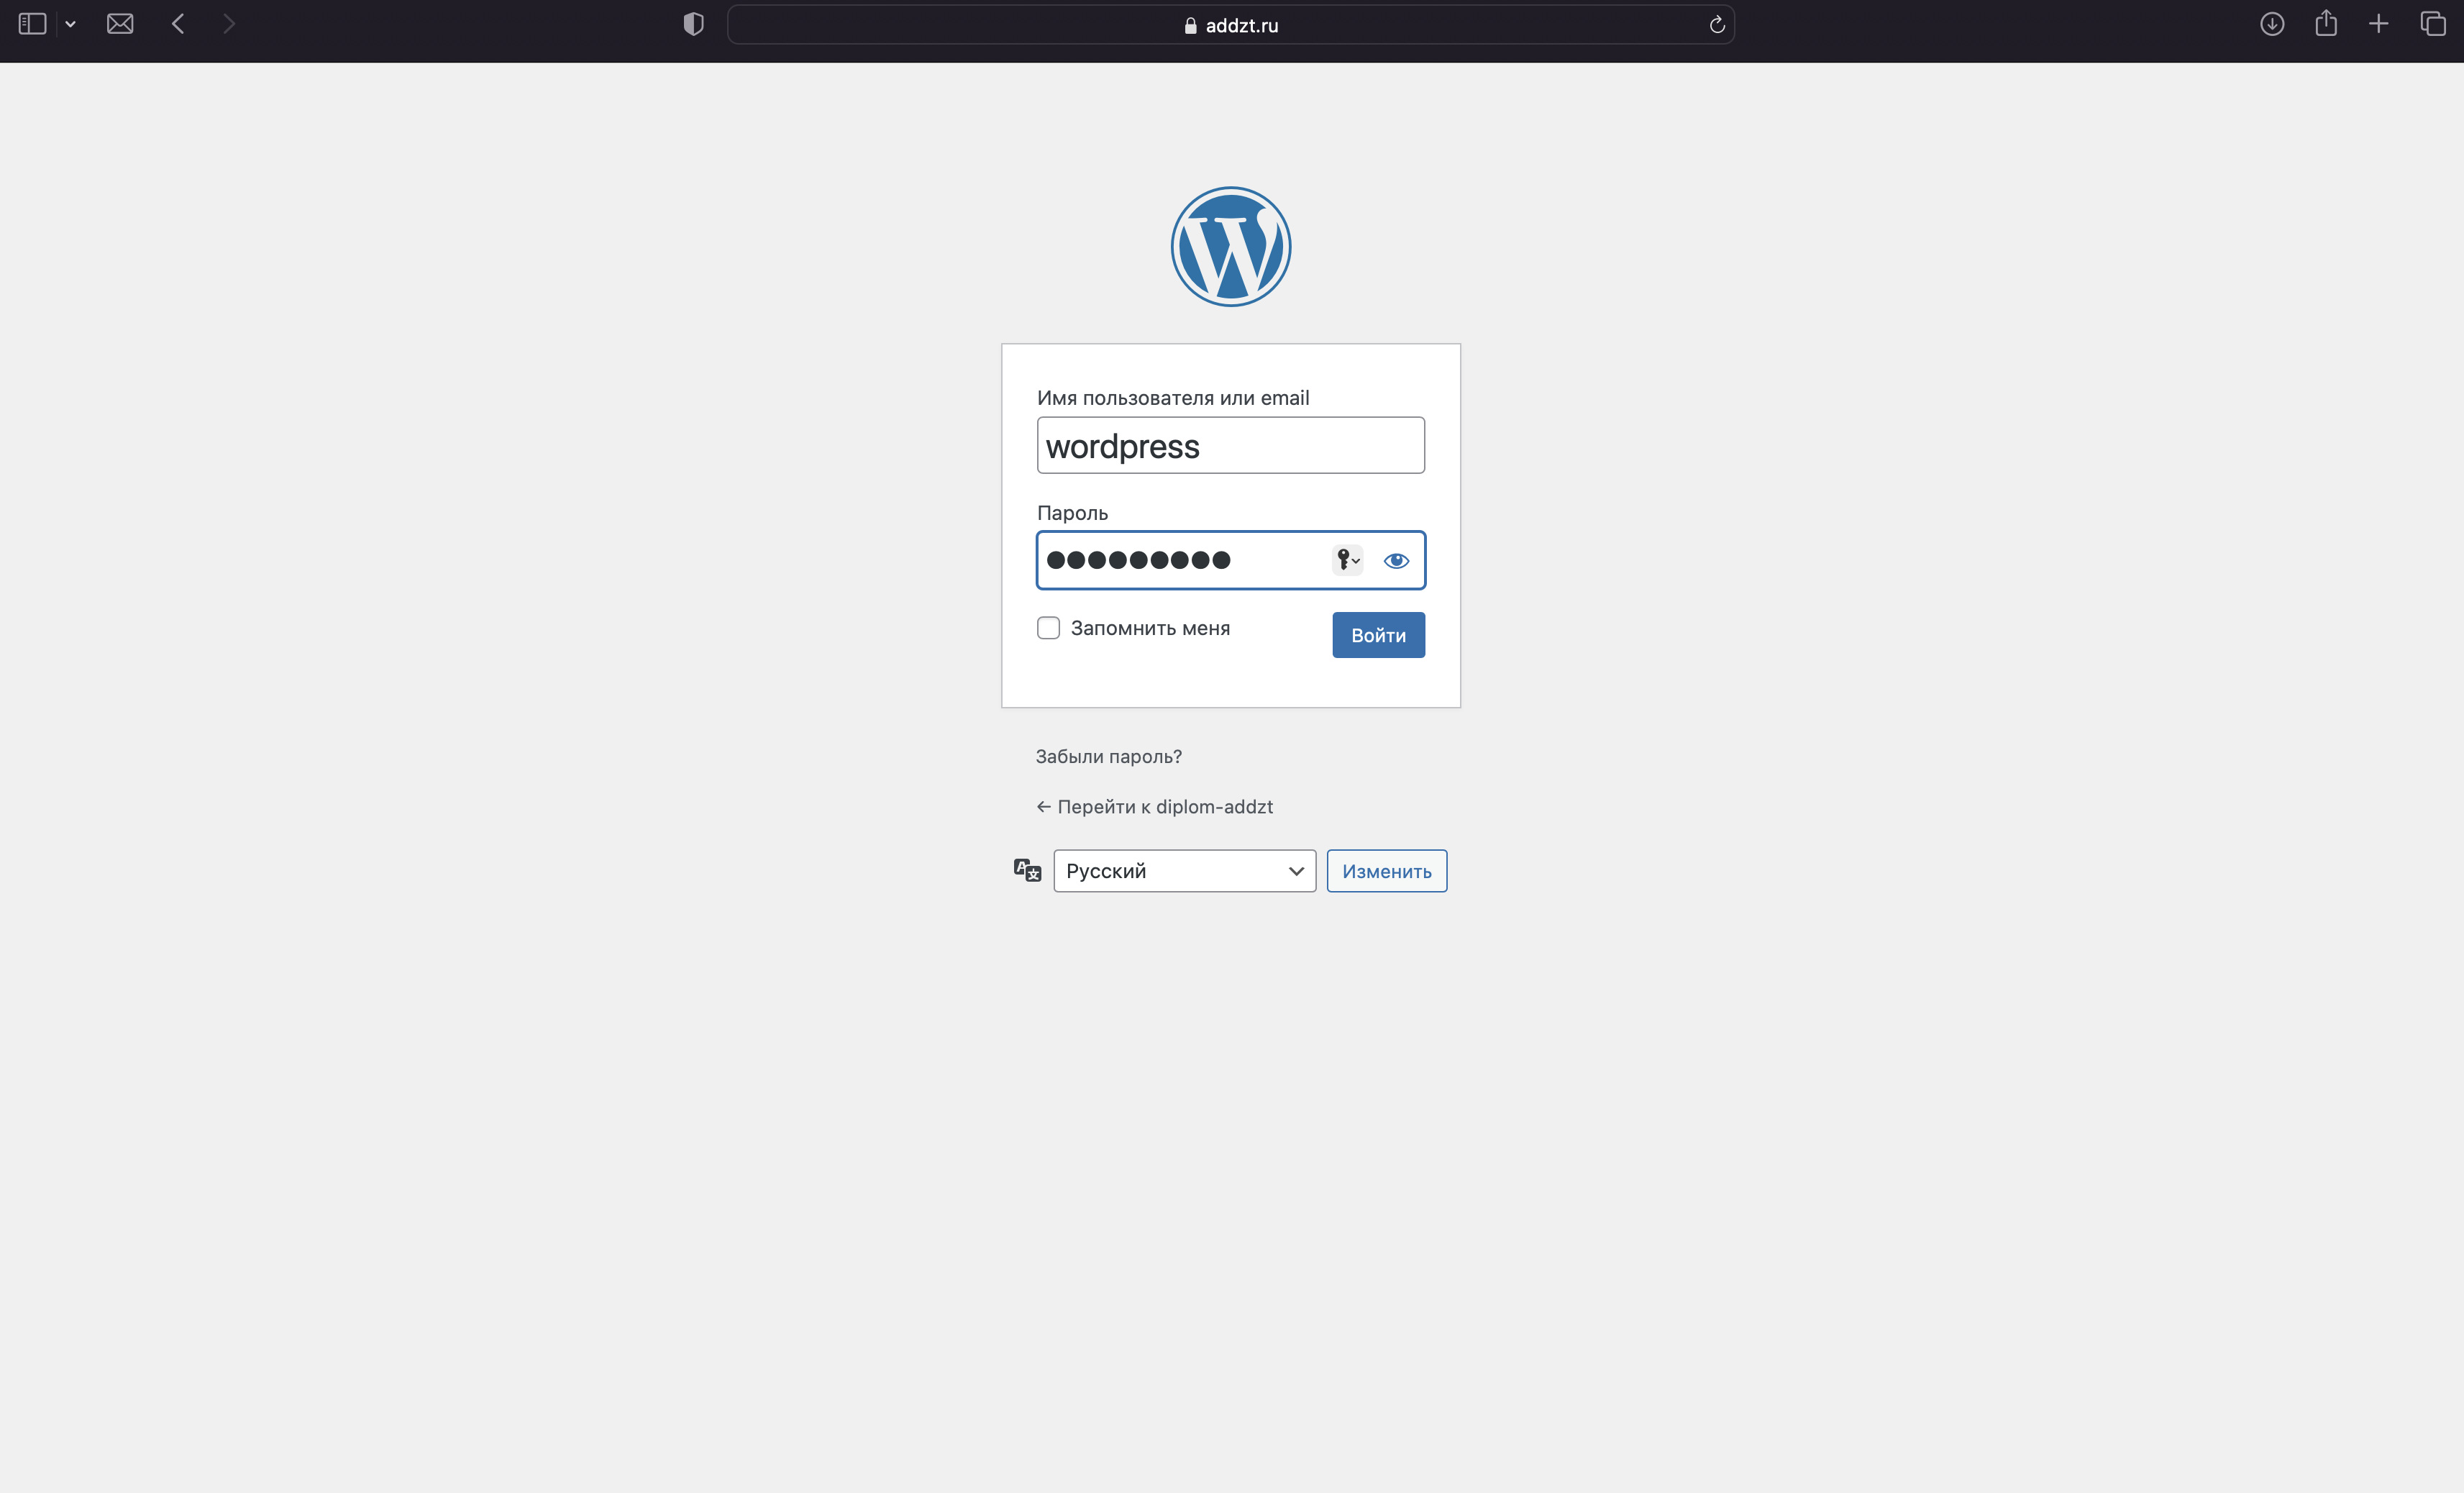 addzt.ru
Имя пользователя или email
wordpress
Пароль
Запомнить меня
Войти
Забыли пароль?
← Перейти к diplom-addzt
Русский
Изменить